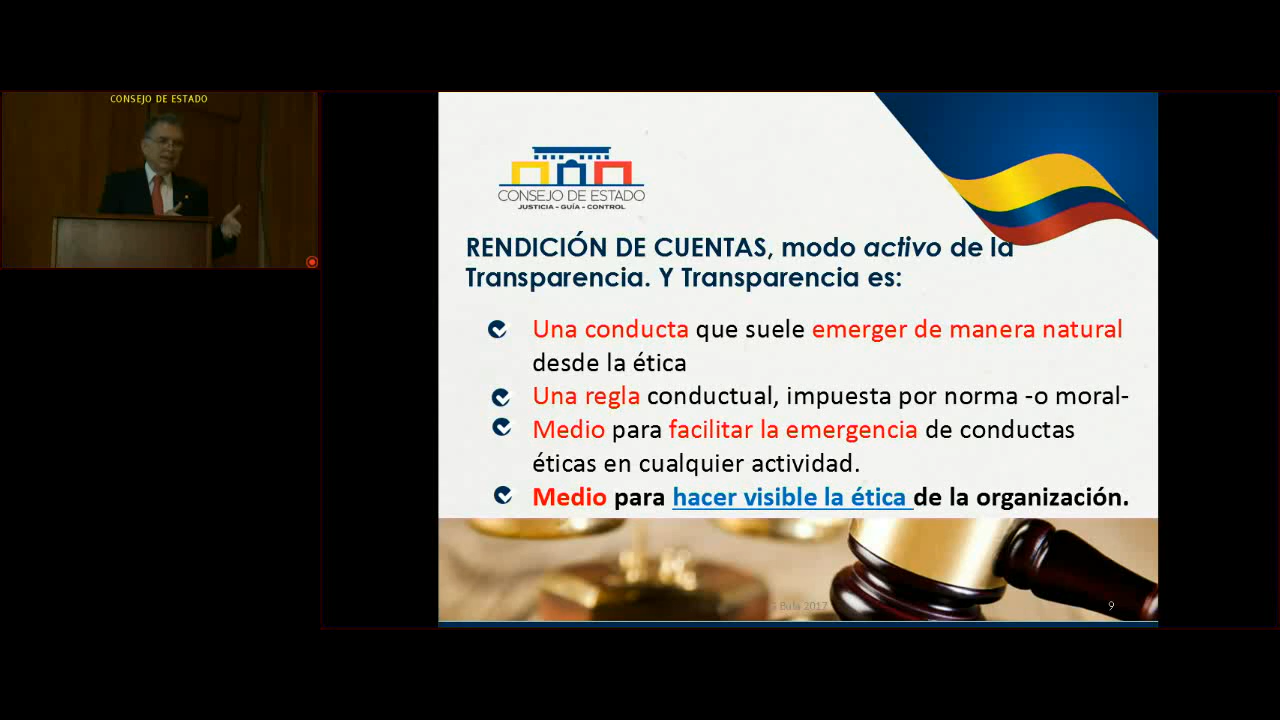 CONSEJO DE ESTADO
CONSEJO DE ESTADO
JUSTICIA - GUÍA - CONTROL
RENDICIÓN DE CUENTAS, modo activo de la
Transparencia. Y Transparencia es:
Una conducta que suele emerger de manera natural
desde la ética
Una regla conductual, impuesta por norma -o moral-
Medio para facilitar la emergencia de conductas
éticas en cualquier actividad.
Medio para hacer visible la ética de la organización.
Bula 2017
9